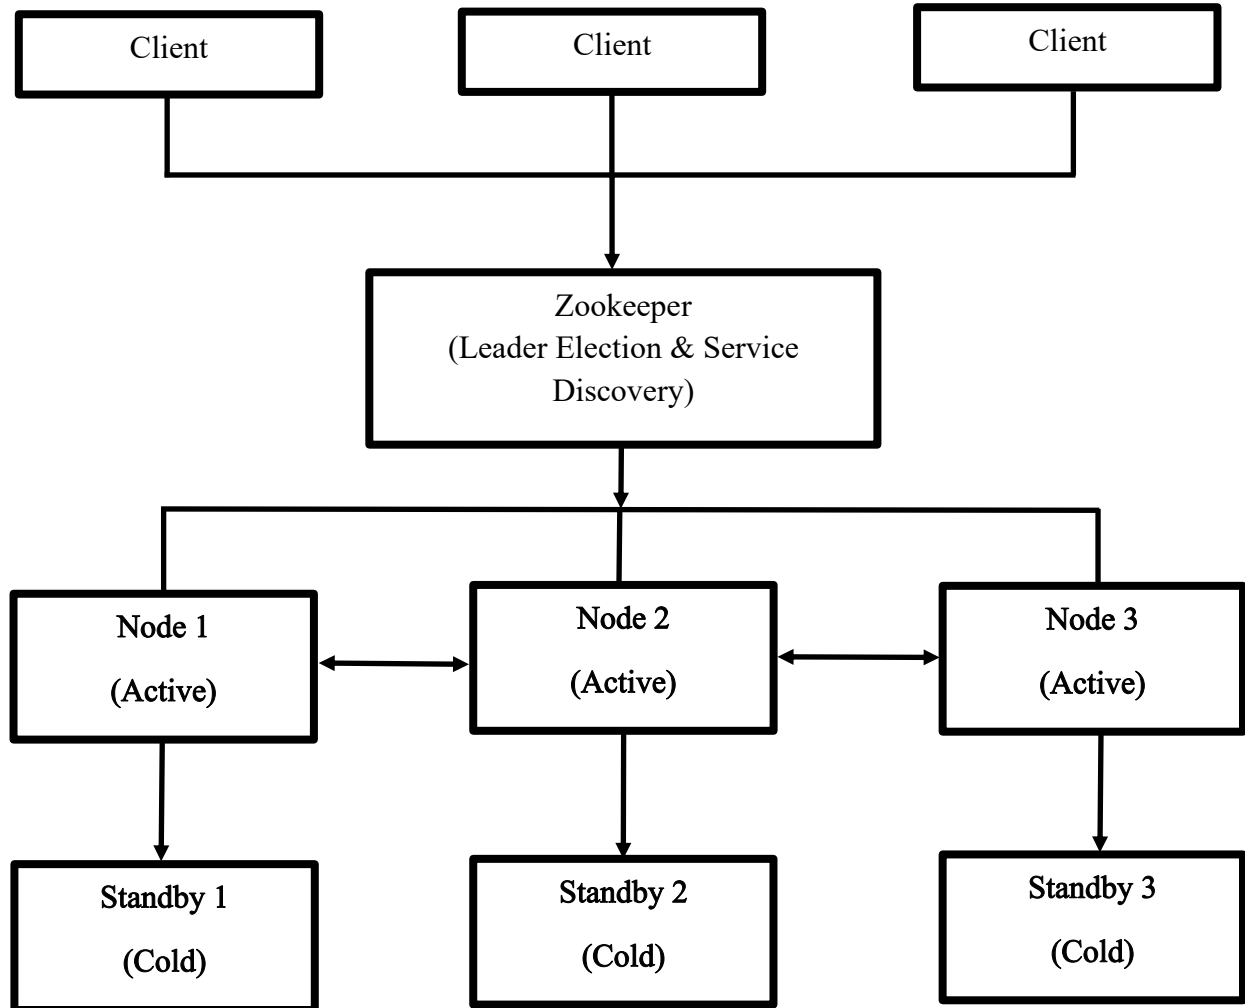 Client
Client
Client
Zookeeper
(Leader Election & Service
Discovery)
Node 1
(Active)
Node 2
(Active)
Node 3
(Active)
Standby 1
(Cold)
Standby 2
(Cold)
Standby 3
(Cold)